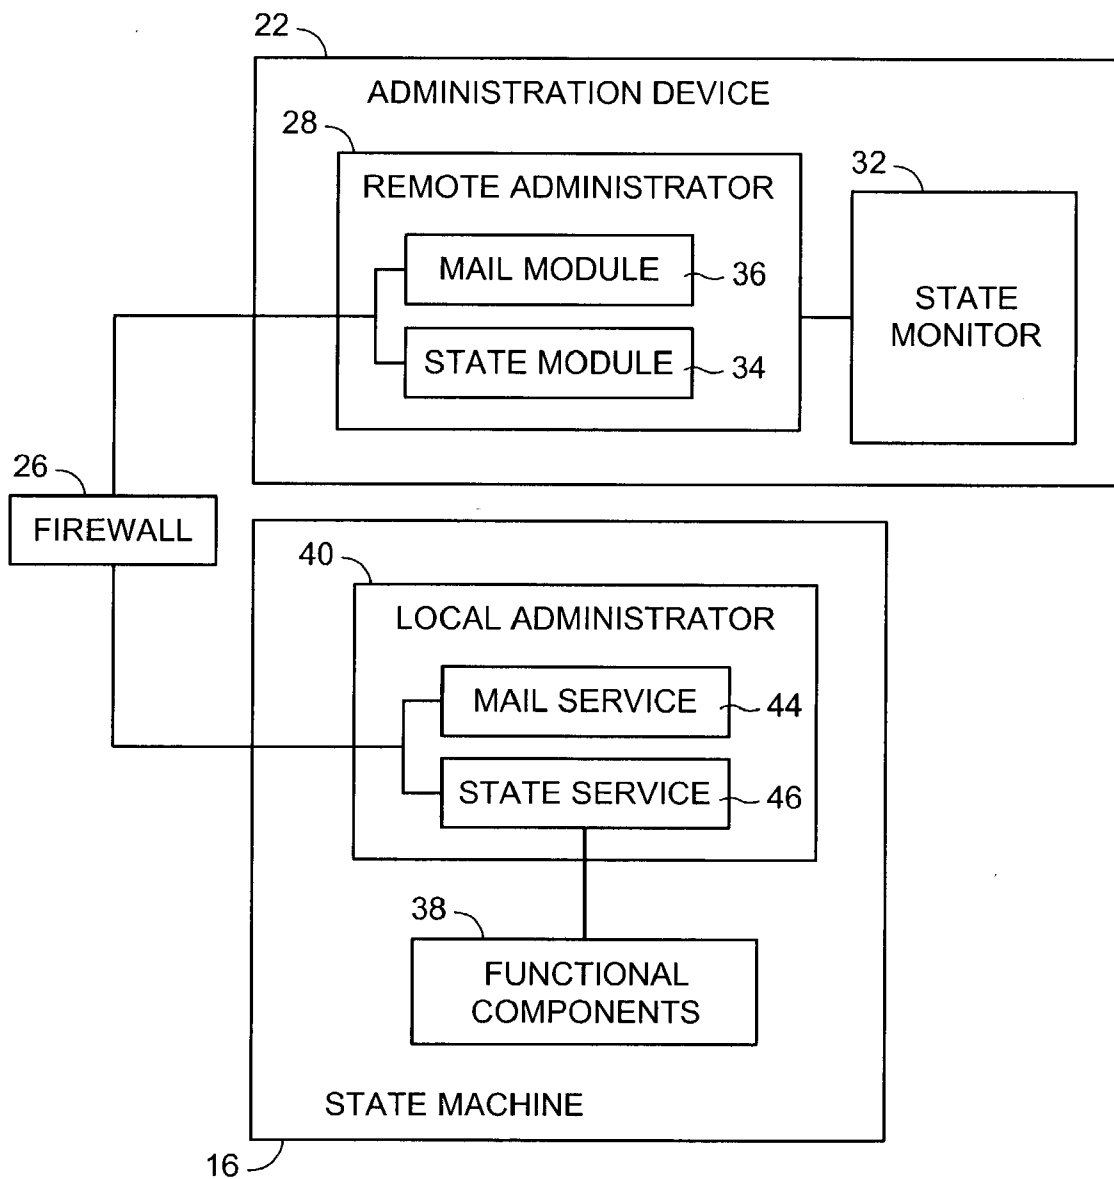 22
ADMINISTRATION DEVICE
28
REMOTE ADMINISTRATOR
32
MAIL MODULE
36
STATE MODULE
34
STATE
MONITOR
26
FIREWALL
40
LOCAL ADMINISTRATOR
MAIL SERVICE
44
STATE SERVICE
46
38
FUNCTIONAL
COMPONENTS
STATE MACHINE
16